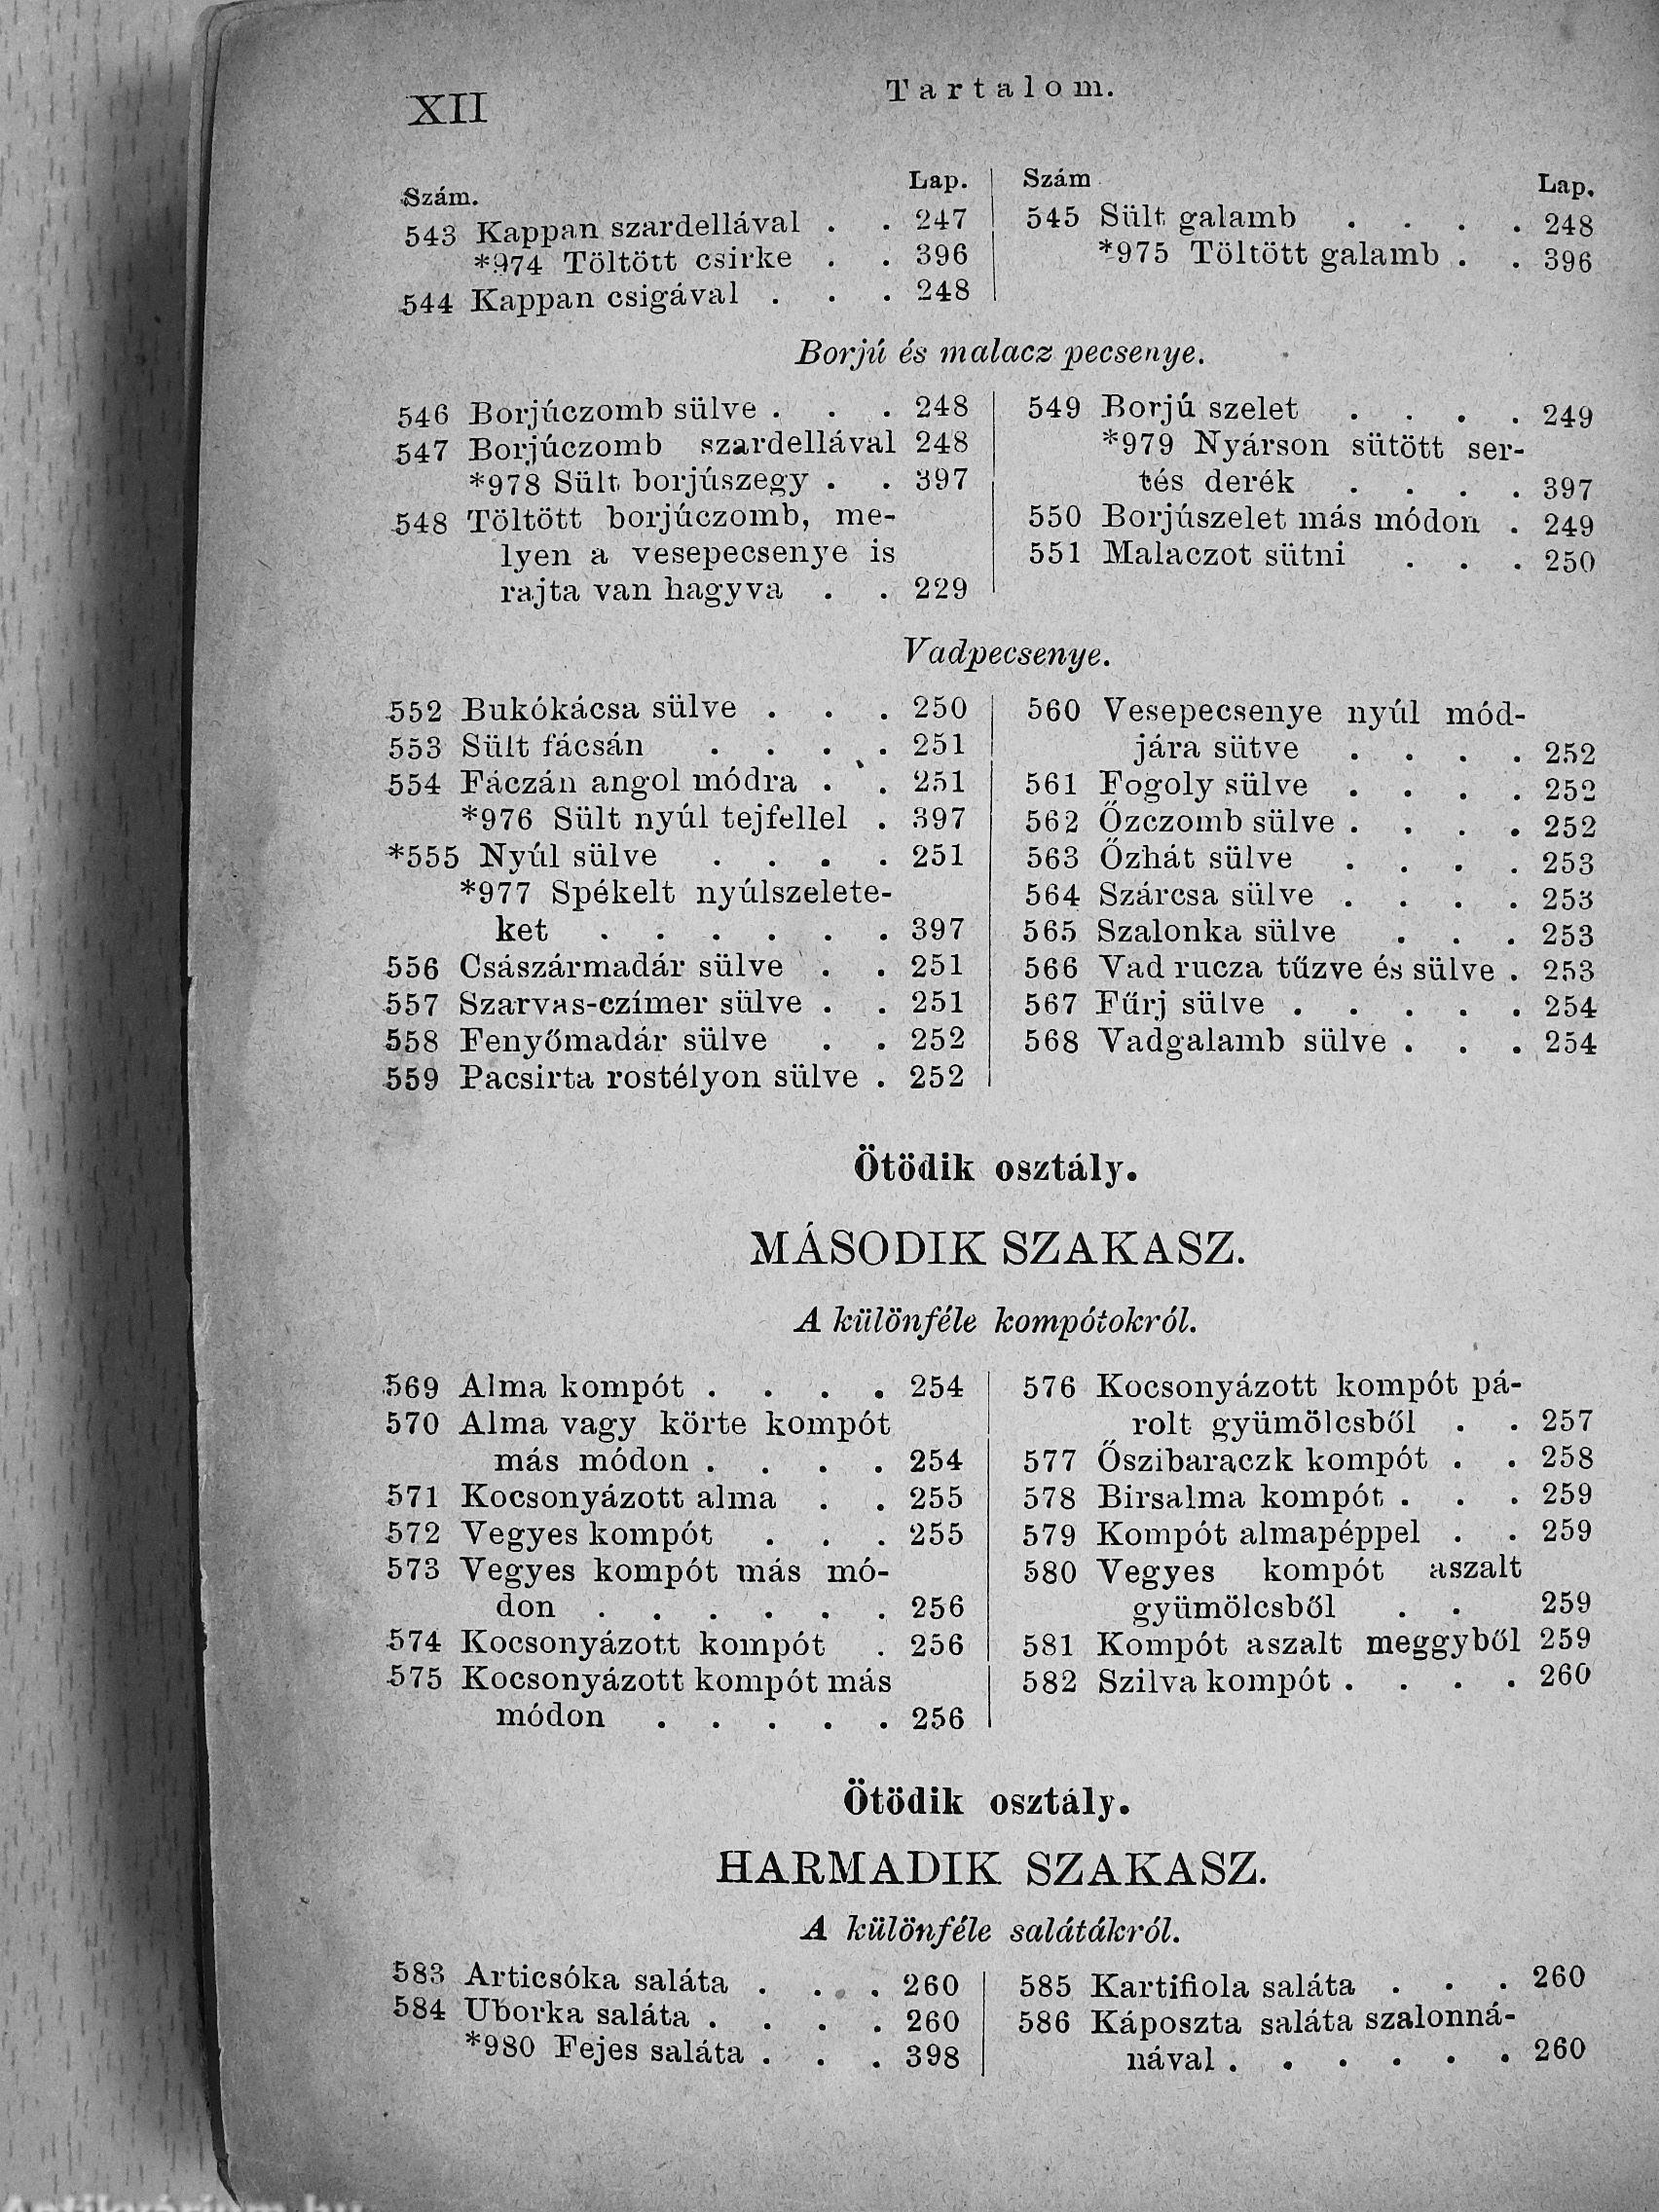 XII
Tartalom.
Szám.
Lap.
543 Kappan szardellával . . 247
*974 Töltött csirke . . 396
544 Kappan csigával . . . 248
Szám
Lap.
545 Sült galamb . . . . 248
*975 Töltött galamb . . 396
Borjú és malacz pecsenye.
546 Borjúczomb sülve . . . 248
547 Borjúczomb szardellával 248
*978 Sült borjúszegy . . 397
548 Töltött borjúczomb, me-
lyen a vesepecsenye is
rajta van hagyva . . 229
549 Borjú szelet . . . . 249
*979 Nyárson sütött ser-
tés derék . . . . 397
550 Borjúszelet más módon . 249
551 Malaczot sütni . . . 250
Vadpecsenye.
552 Bukókácsa sülve . . . 250
553 Sült fácsán . . . . 251
554 Fáczán angol módra . . 251
*976 Sült nyúl tejfellel . 397
*555 Nyúl sülve . . . . 251
*977 Spékelt nyúlszelete-
ket . . . . . . 397
556 Császármadár sülve . . 251
557 Szarvas-czímer sülve . . 251
558 Fenyőmadár sülve . . 252
559 Pacsirta rostélyon sülve . 252
560 Vesepecsenye nyúl mód-
jára sütve . . . . 252
561 Fogoly sülve . . . . 252
562 Őzczomb sülve . . . . 252
563 Őzhát sülve . . . . 253
564 Szárcsa sülve . . . . 253
565 Szalonka sülve . . . 253
566 Vad rucza tűzve és sülve . 253
567 Fűrj sülve . . . . . 254
568 Vadgalamb sülve . . . 254
Ötödik osztály.
MÁSODIK SZAKASZ.
A különféle kompótokról.
569 Alma kompót . . . . 254
570 Alma vagy körte kompót
más módon . . . . 254
571 Kocsonyázott alma . . 255
572 Vegyes kompót . . . 255
573 Vegyes kompót más mó-
don . . . . . . 256
574 Kocsonyázott kompót . 256
575 Kocsonyázott kompót más
módon . . . . . 256
576 Kocsonyázott kompót pá-
rolt gyümölcsből . . 257
577 Őszibaraczk kompót . . 258
578 Birsalma kompót . . . 259
579 Kompót almapéppel . . 259
580 Vegyes kompót aszalt
gyümölcsből . . 259
581 Kompót aszalt meggyből 259
582 Szilva kompót . . . . 260
Ötödik osztály.
HARMADIK SZAKASZ.
A különféle salátákról.
583 Articsóka saláta . . . 260
584 Uborka saláta . . . . 260
*980 Fejes saláta . . . 398
585 Kartifiola saláta . . . 260
586 Káposzta saláta szalonná-
nával . . . . . . 260